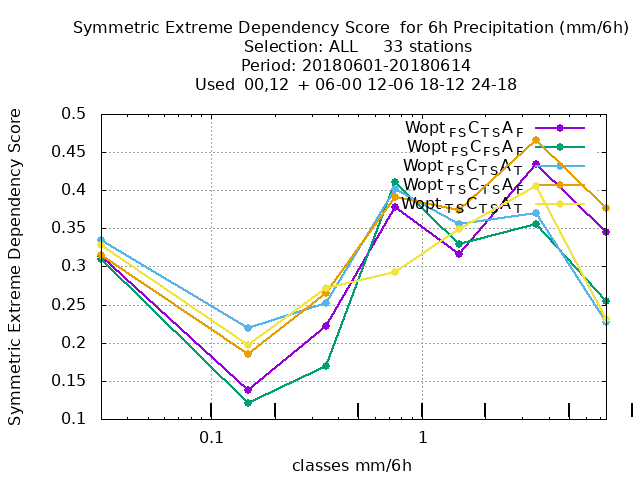 Symmetric Extreme Dependency Score for 6h Precipitation (mm/6h)
Selection: ALL 33 stations
Period: 20180601-20180614
Used 00,12 + 06-00 12-06 18-12 24-18
Symmetric Extreme Dependency Score
0.5
0.45
0.4
0.35
0.3
0.25
0.2
0.15
0.1
Wopt FS C TS A F
Wopt FS C FS A F
Wopt FS C TS A T
Wopt TS C TS A F
Wopt TS C TS A T
0.1 1
classes mm/6h